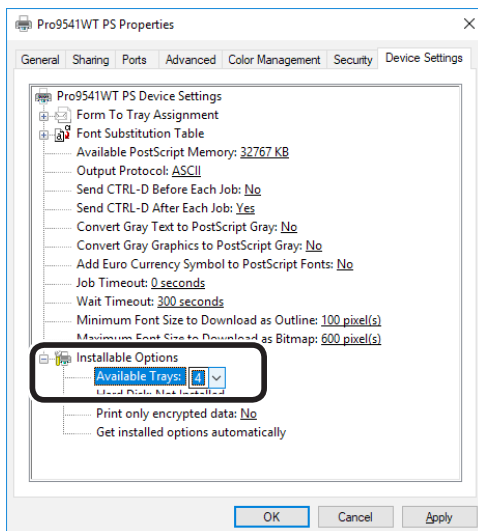 Pro9541WT PS Properties
General Sharing Ports Advanced Color Management Security Device Settings
Pro9541WT PS Device Settings
Form To Tray Assignment
Font Substitution Table
Available PostScript Memory: 32767 KB
Output Protocol: ASCII
Send CTRL-D Before Each Job: No
Send CTRL-D After Each Job: Yes
Convert Gray Text to PostScript Gray: No
Convert Gray Graphics to PostScript Gray: No
Add Euro Currency Symbol to PostScript Fonts: No
Job Timeout: 0 seconds
Wait Timeout: 300 seconds
Minimum Font Size to Download as Outline: 100 pixel(s)
Maximum Font Size to Download as Bitmap: 600 pixel(s)
Installable Options
Available Trays: 4
Hard Disk: Not Installed
Print only encrypted data: No
Get installed options automatically
OK Cancel Apply